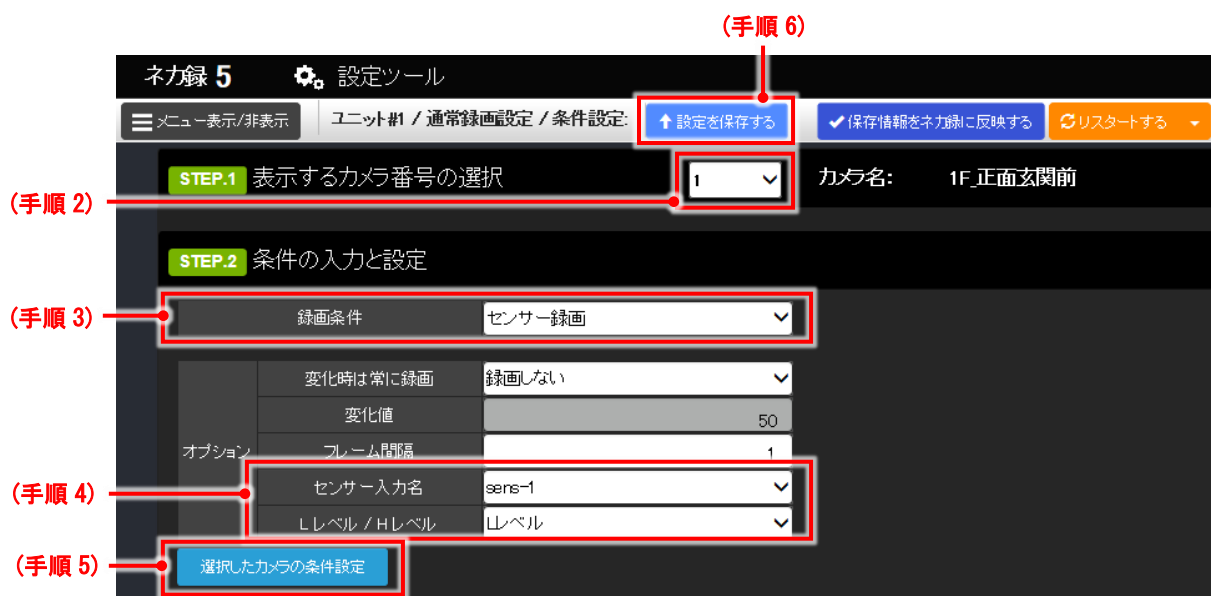 (手順 6)
ネカ録 5 設定ツール
メニュー表示/非表示 ユニット#1 / 通常録画設定 / 条件設定: 設定を保存する 保存情報をネカ録に反映する リスタートする
STEP.1 表示するカメラ番号の選択 1 カメラ名: 1F_正面玄関前
(手順 2)
STEP.2 条件の入力と設定
(手順 3) 録画条件 センサー録画
変化時は常に録画 録画しない
変化値 50
オプション フレーム間隔 1
(手順 4) センサー入力名 sens-1
Lレベル / Hレベル Lレベル
(手順 5) 選択したカメラの条件設定